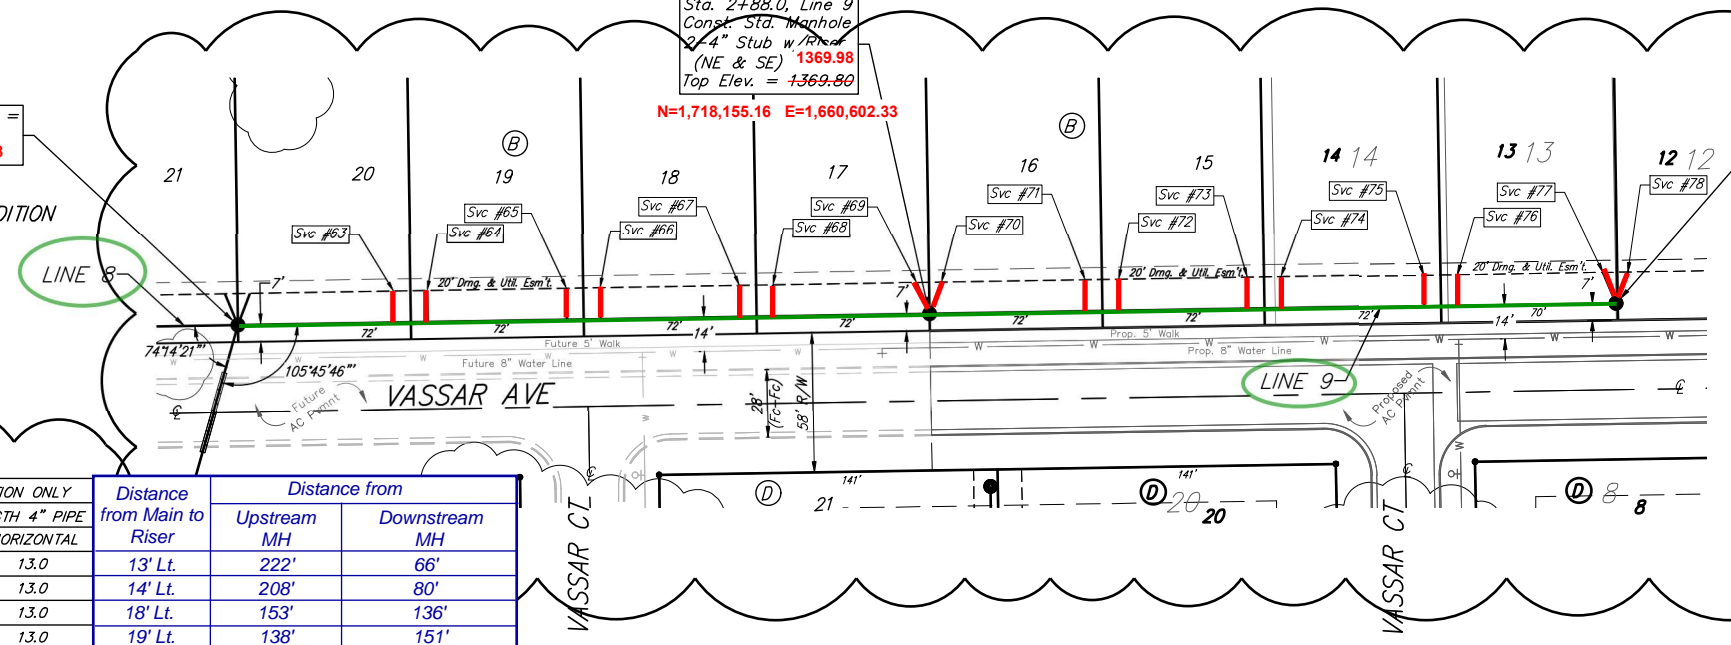 Sta. 2+88.0, Line 9
Const. Std. Manhole
2-4" Stub w/Riser
(NE & SE) 1369.98
Top Elev. = 1369.80
N=1,718,155.16 E=1,660,602.33
=
B
B
21
20
19
18
17
16
15
14 14
13 13
12 12
Svc #63
Svc #64
Svc #65
Svc #66
Svc #67
Svc #68
Svc #69
Svc #70
Svc #71
Svc #72
Svc #73
Svc #74
Svc #75
Svc #76
Svc #77
Svc #78
DITION
LINE 8
7'
20' Drng. & Util. Esm't.
7'
20' Drng. & Util. Esm't.
7'
20' Drng. & Util. Esm't.
72'
72'
72'
14'
72'
72'
72'
72'
14'
70'
Future 5' Walk
Prop. 5' Walk
Future 8" Water Line
Prop. 8" Water Line
W W W W W W W W W W W
74°14'21"
105°45'46"
VASSAR AVE
Future
AC Pvmnt
28'
(Fc-Fc)
58' R/W
LINE 9
Proposed
AC Pvmnt
141'
141'
D
21
D 20
20
D 8
8
VASSAR CT
VASSAR CT
ION ONLY
GTH 4" PIPE
HORIZONTAL
13.0
13.0
13.0
13.0
Distance from Main to Riser
Distance from
Upstream MH
Downstream MH
13' Lt. 222' 66'
14' Lt. 208' 80'
18' Lt. 153' 136'
19' Lt. 138' 151'